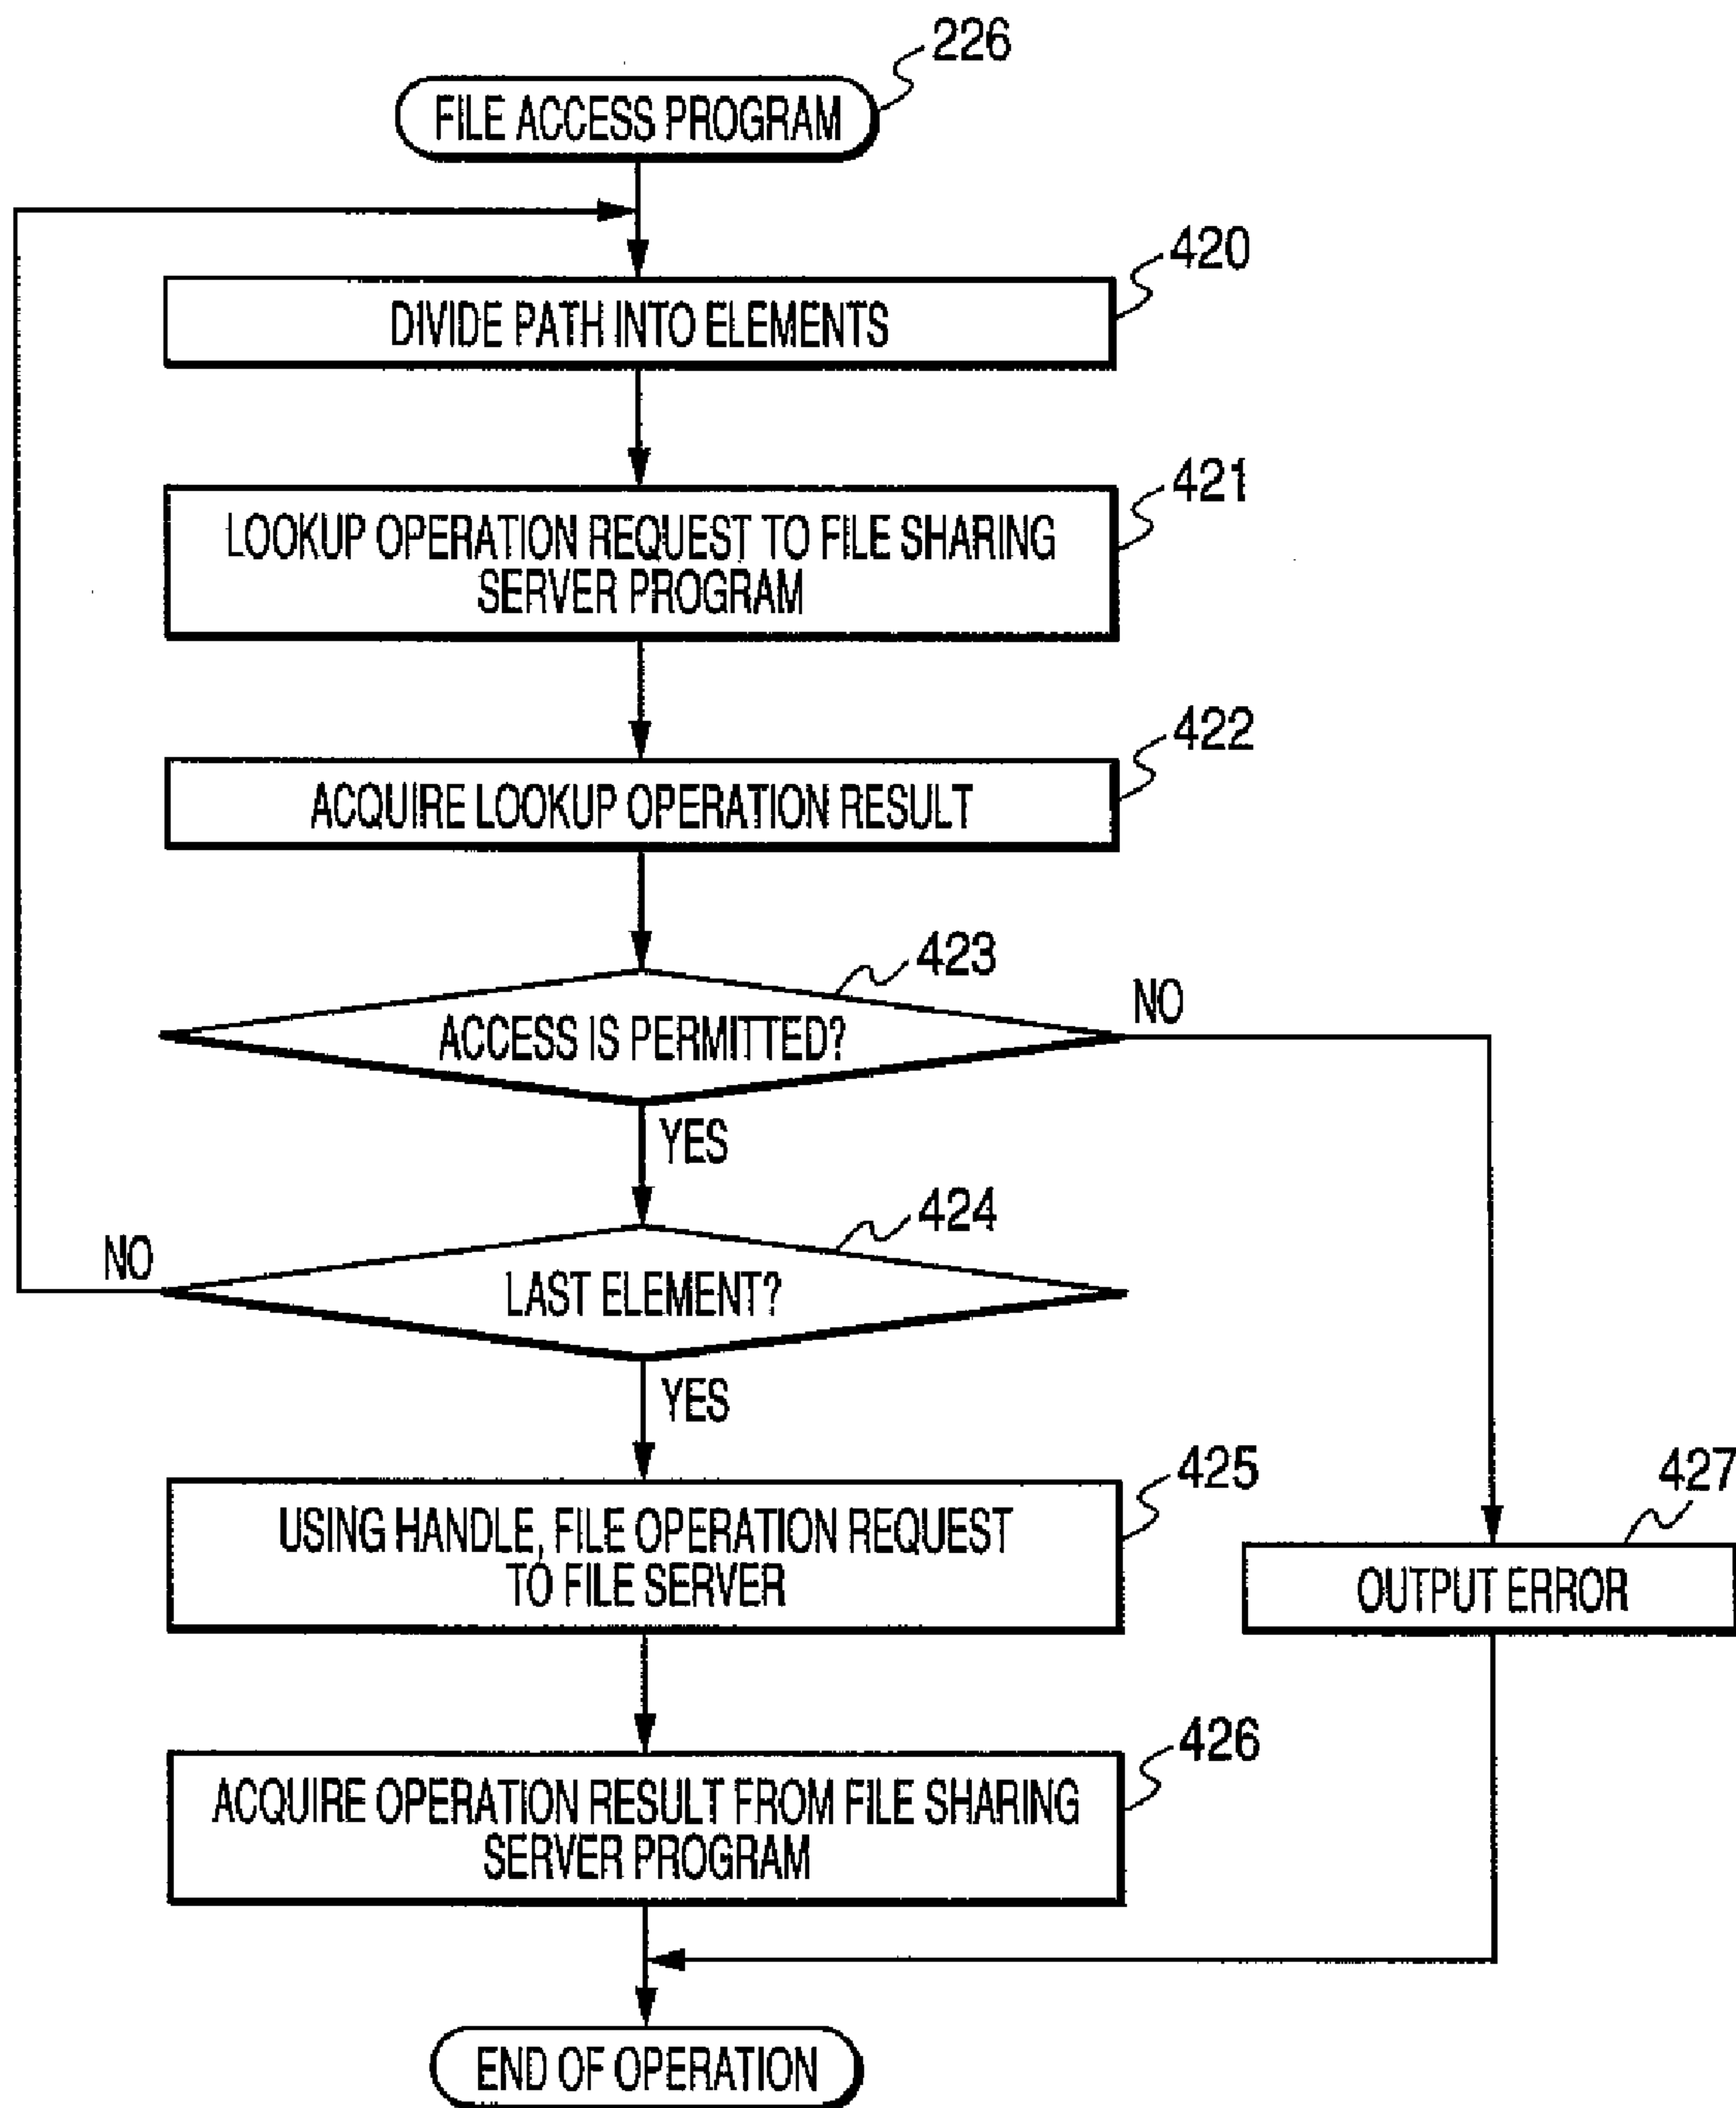 226
FILE ACCESS PROGRAM
420
DIVIDE PATH INTO ELEMENTS
421
LOOKUP OPERATION REQUEST TO FILE SHARING
SERVER PROGRAM
422
ACQUIRE LOOKUP OPERATION RESULT
423
NO
ACCESS IS PERMITTED?
YES
424
NO
LAST ELEMENT?
YES
425
USING HANDLE, FILE OPERATION REQUEST
TO FILE SERVER
427
OUTPUT ERROR
426
ACQUIRE OPERATION RESULT FROM FILE SHARING
SERVER PROGRAM
END OF OPERATION